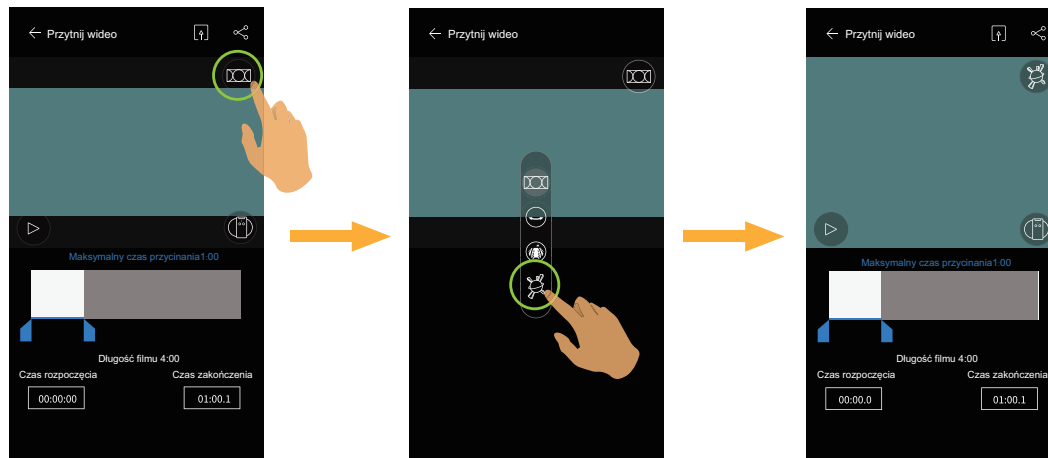 Przytnij wideo
Maksymalny czas przycinania1:00
Długość filmu 4:00
Czas rozpoczęcia Czas zakończenia
00:00:00 01:00.1
Przytnij wideo
Przytnij wideo
Maksymalny czas przycinania1:00
Długość filmu 4:00
Czas rozpoczęcia Czas zakończenia
00:00.0 01:00.1